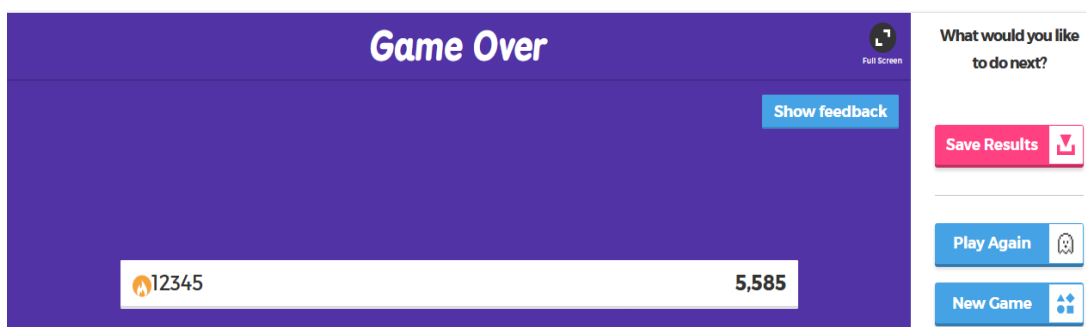 Game Over
Full Screen
Show feedback
12345 5,585
What would you like
to do next?
Save Results
Play Again
New Game